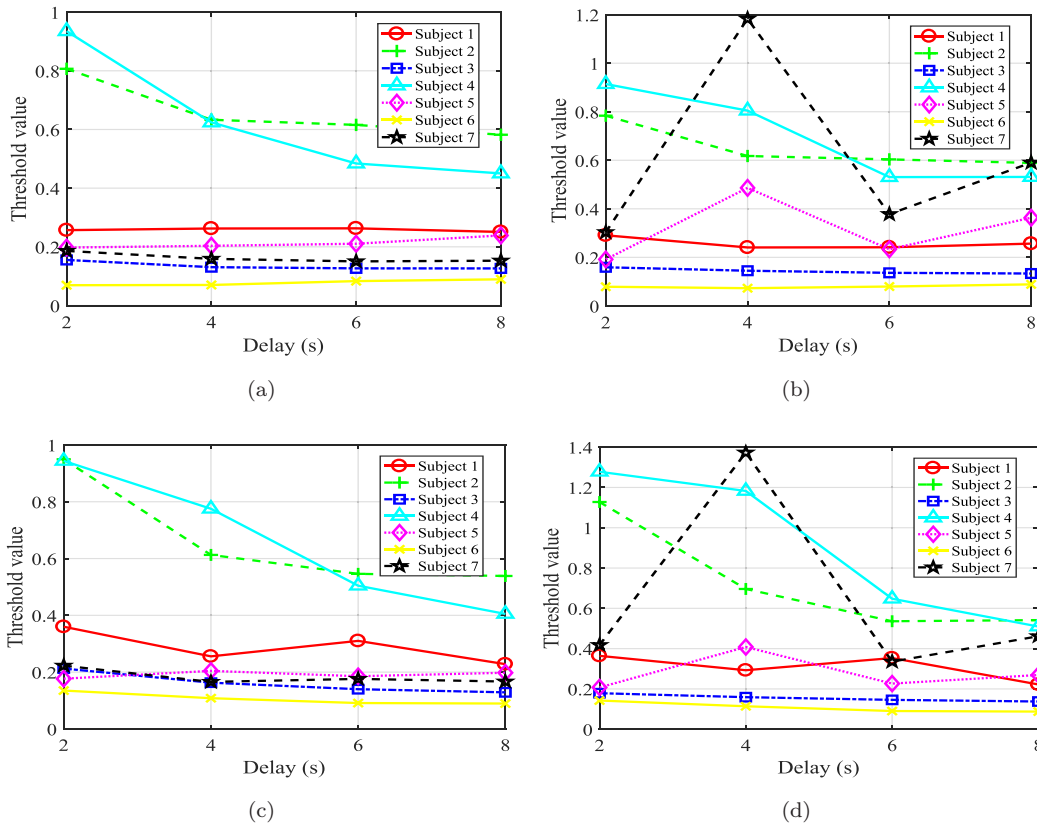 1
0.8
0.6
0.4
0.2
0
Threshold value
2 4 6 8
Delay (s)
Subject 1
Subject 2
Subject 3
Subject 4
Subject 5
Subject 6
Subject 7
(a)
1.2
1
0.8
0.6
0.4
0.2
0
Threshold value
2 4 6 8
Delay (s)
Subject 1
Subject 2
Subject 3
Subject 4
Subject 5
Subject 6
Subject 7
(b)
1
0.8
0.6
0.4
0.2
0
Threshold value
2 4 6 8
Delay (s)
Subject 1
Subject 2
Subject 3
Subject 4
Subject 5
Subject 6
Subject 7
(c)
1.4
1.2
1
0.8
0.6
0.4
0.2
0
Threshold value
2 4 6 8
Delay (s)
Subject 1
Subject 2
Subject 3
Subject 4
Subject 5
Subject 6
Subject 7
(d)